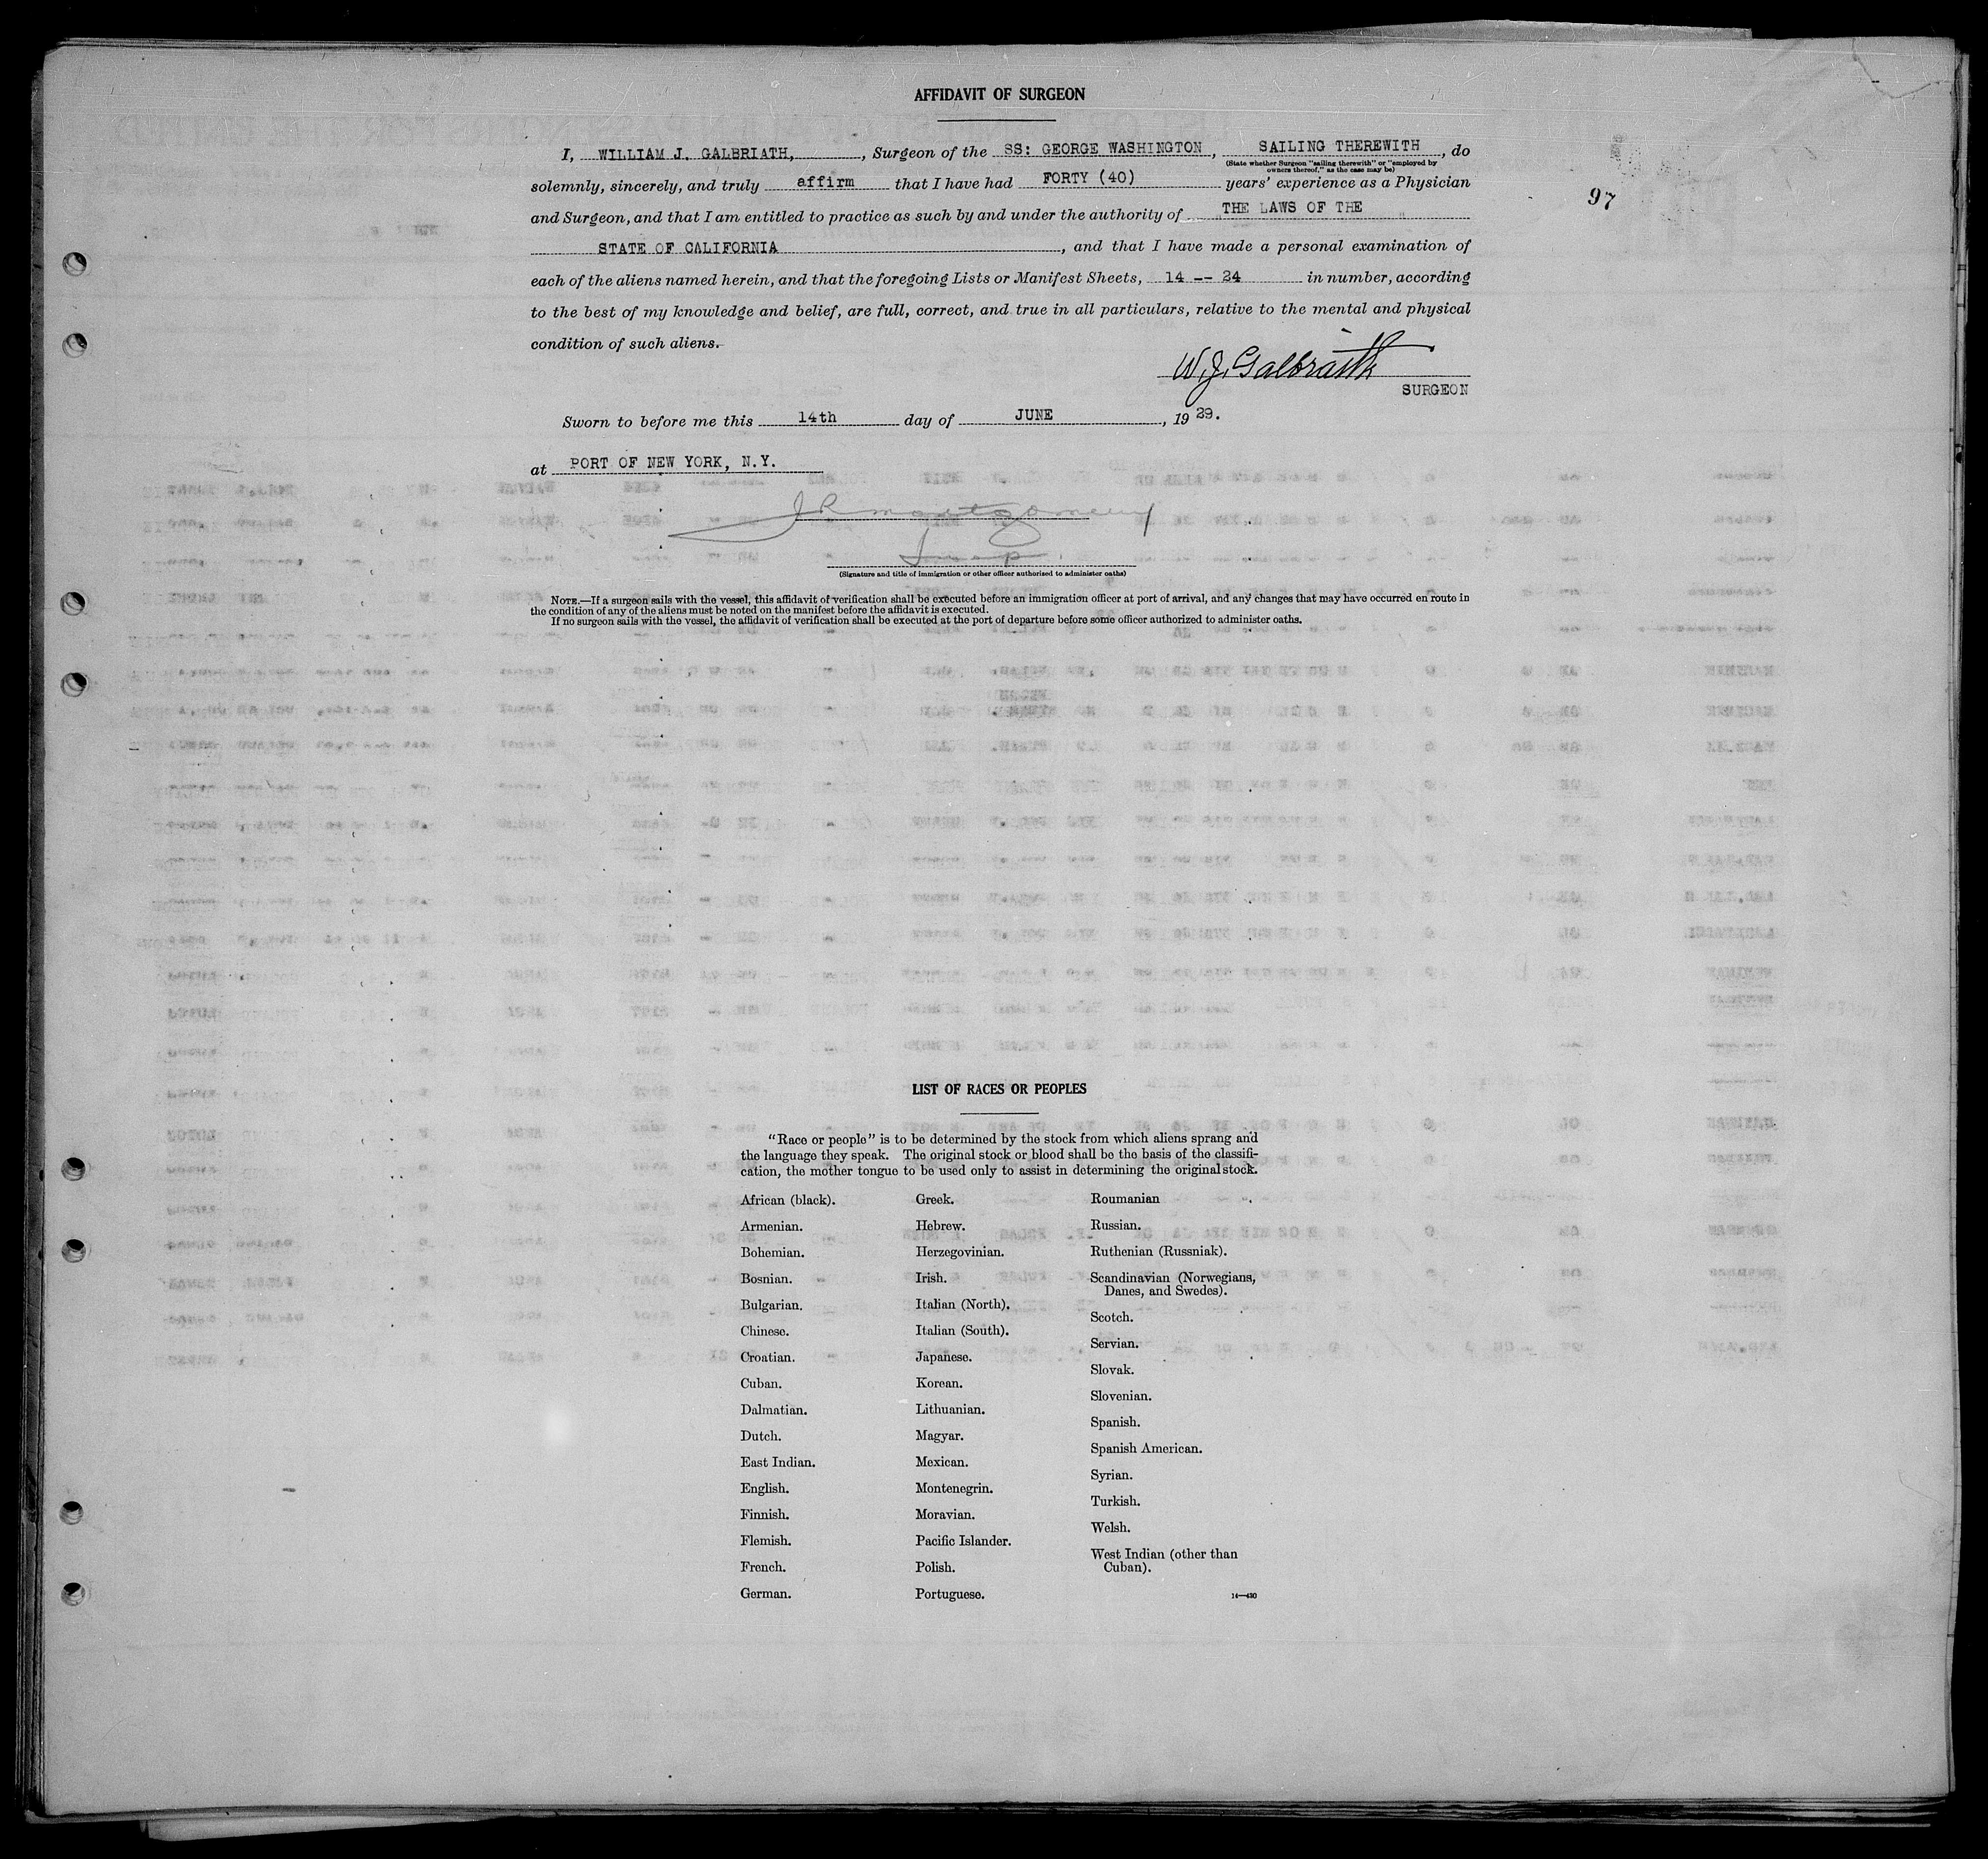 AFFIDAVIT OF SURGEON
I, WILLIAM J. GALBRIATH, , Surgeon of the SS: GEORGE WASHINGTON , SAILING THEREWITH , do
(State whether Surgeon "sailing therewith" or "employed by
owners thereof," as the case may be)
solemnly, sincerely, and truly affirm that I have had FORTY (40) years' experience as a Physician
97
and Surgeon, and that I am entitled to practice as such by and under the authority of THE LAWS OF THE
STATE OF CALIFORNIA , and that I have made a personal examination of
each of the aliens named herein, and that the foregoing Lists or Manifest Sheets, 14 -- 24 in number, according
to the best of my knowledge and belief, are full, correct, and true in all particulars, relative to the mental and physical
condition of such aliens.
W. J. Galbraith
SURGEON
Sworn to before me this 14th day of JUNE , 19 29.
at PORT OF NEW YORK, N.Y.
J R Montgomery
Insp.
(Signature and title of immigration or other officer authorized to administer oaths)
NOTE.—If a surgeon sails with the vessel, this affidavit of verification shall be executed before an immigration officer at port of arrival, and any changes that may have occurred en route in
the condition of any of the aliens must be noted on the manifest before the affidavit is executed.
If no surgeon sails with the vessel, the affidavit of verification shall be executed at the port of departure before some officer authorized to administer oaths.
LIST OF RACES OR PEOPLES
"Race or people" is to be determined by the stock from which aliens sprang and
the language they speak. The original stock or blood shall be the basis of the classifi-
cation, the mother tongue to be used only to assist in determining the original stock.
African (black).
Armenian.
Bohemian.
Bosnian.
Bulgarian.
Chinese.
Croatian.
Cuban.
Dalmatian.
Dutch.
East Indian.
English.
Finnish.
Flemish.
French.
German.
Greek.
Hebrew.
Herzegovinian.
Irish.
Italian (North).
Italian (South).
Japanese.
Korean.
Lithuanian.
Magyar.
Mexican.
Montenegrin.
Moravian.
Pacific Islander.
Polish.
Portuguese.
Roumanian
Russian.
Ruthenian (Russniak).
Scandinavian (Norwegians,
Danes, and Swedes).
Scotch.
Servian.
Slovak.
Slovenian.
Spanish.
Spanish American.
Syrian.
Turkish.
Welsh.
West Indian (other than
Cuban).
14—430